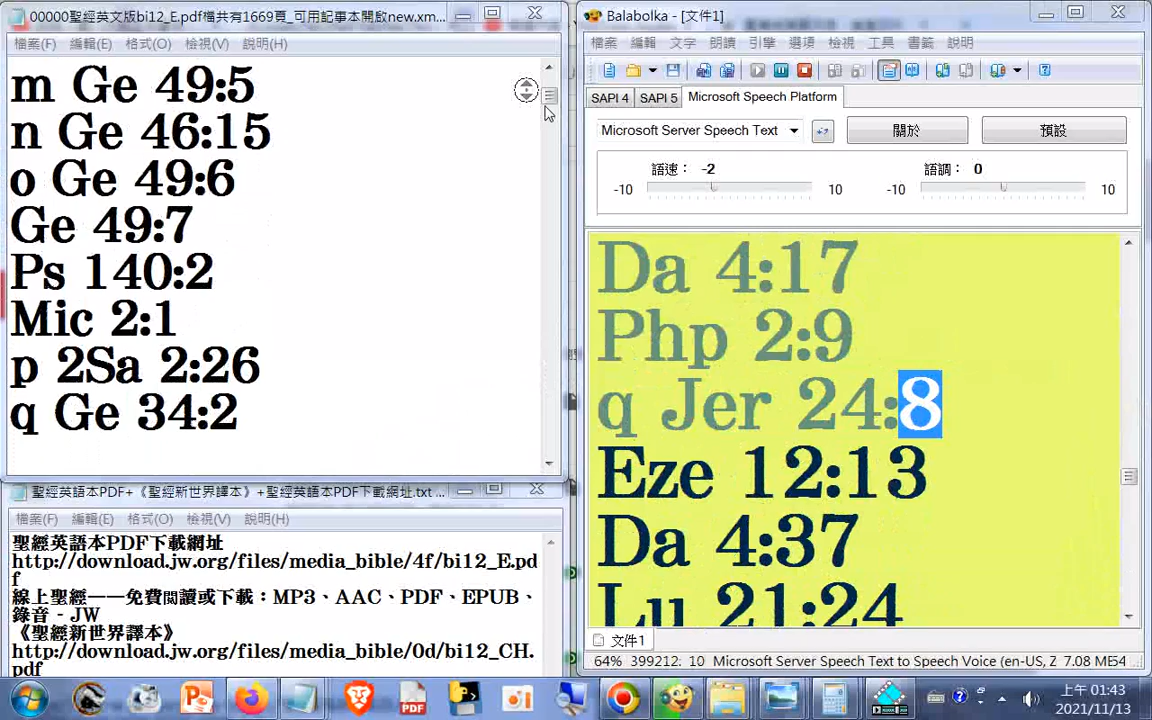 00000聖經英文版bi12_E.pdf檔共有1669頁_可用記事本開啟new.xm...
檔案(F) 編輯(E) 格式(O) 檢視(V) 說明(H)
m Ge 49:5
n Ge 46:15
o Ge 49:6
Ge 49:7
Ps 140:2
Mic 2:1
p 2Sa 2:26
q Ge 34:2
聖經英語本PDF+《聖經新世界譯本》+聖經英語本PDF下載網址.txt ...
檔案(F) 編輯(E) 格式(O) 檢視(V) 說明(H)
聖經英語本PDF下載網址
http://download.jw.org/files/media_bible/4f/bi12_E.pd
f
線上聖經——免費閱讀或下載：MP3、AAC、PDF、EPUB、
錄音 - JW
《聖經新世界譯本》
http://download.jw.org/files/media_bible/0d/bi12_CH.
pdf
Balabolka - [文件1]
檔案 編輯 文字 朗讀 引擎 選項 檢視 工具 書籤 說明
SAPI 4 SAPI 5 Microsoft Speech Platform
Microsoft Server Speech Text 關於 預設
語速： -2 語調： 0
-10 10 -10 10
Da 4:17
Php 2:9
q Jer 24:8
Eze 12:13
Da 4:37
Lu 21:24
文件1
64% 399212: 10 Microsoft Server Speech Text to Speech Voice (en-US, Z 7.08 ME54
PDF
上午 01:43
2021/11/13